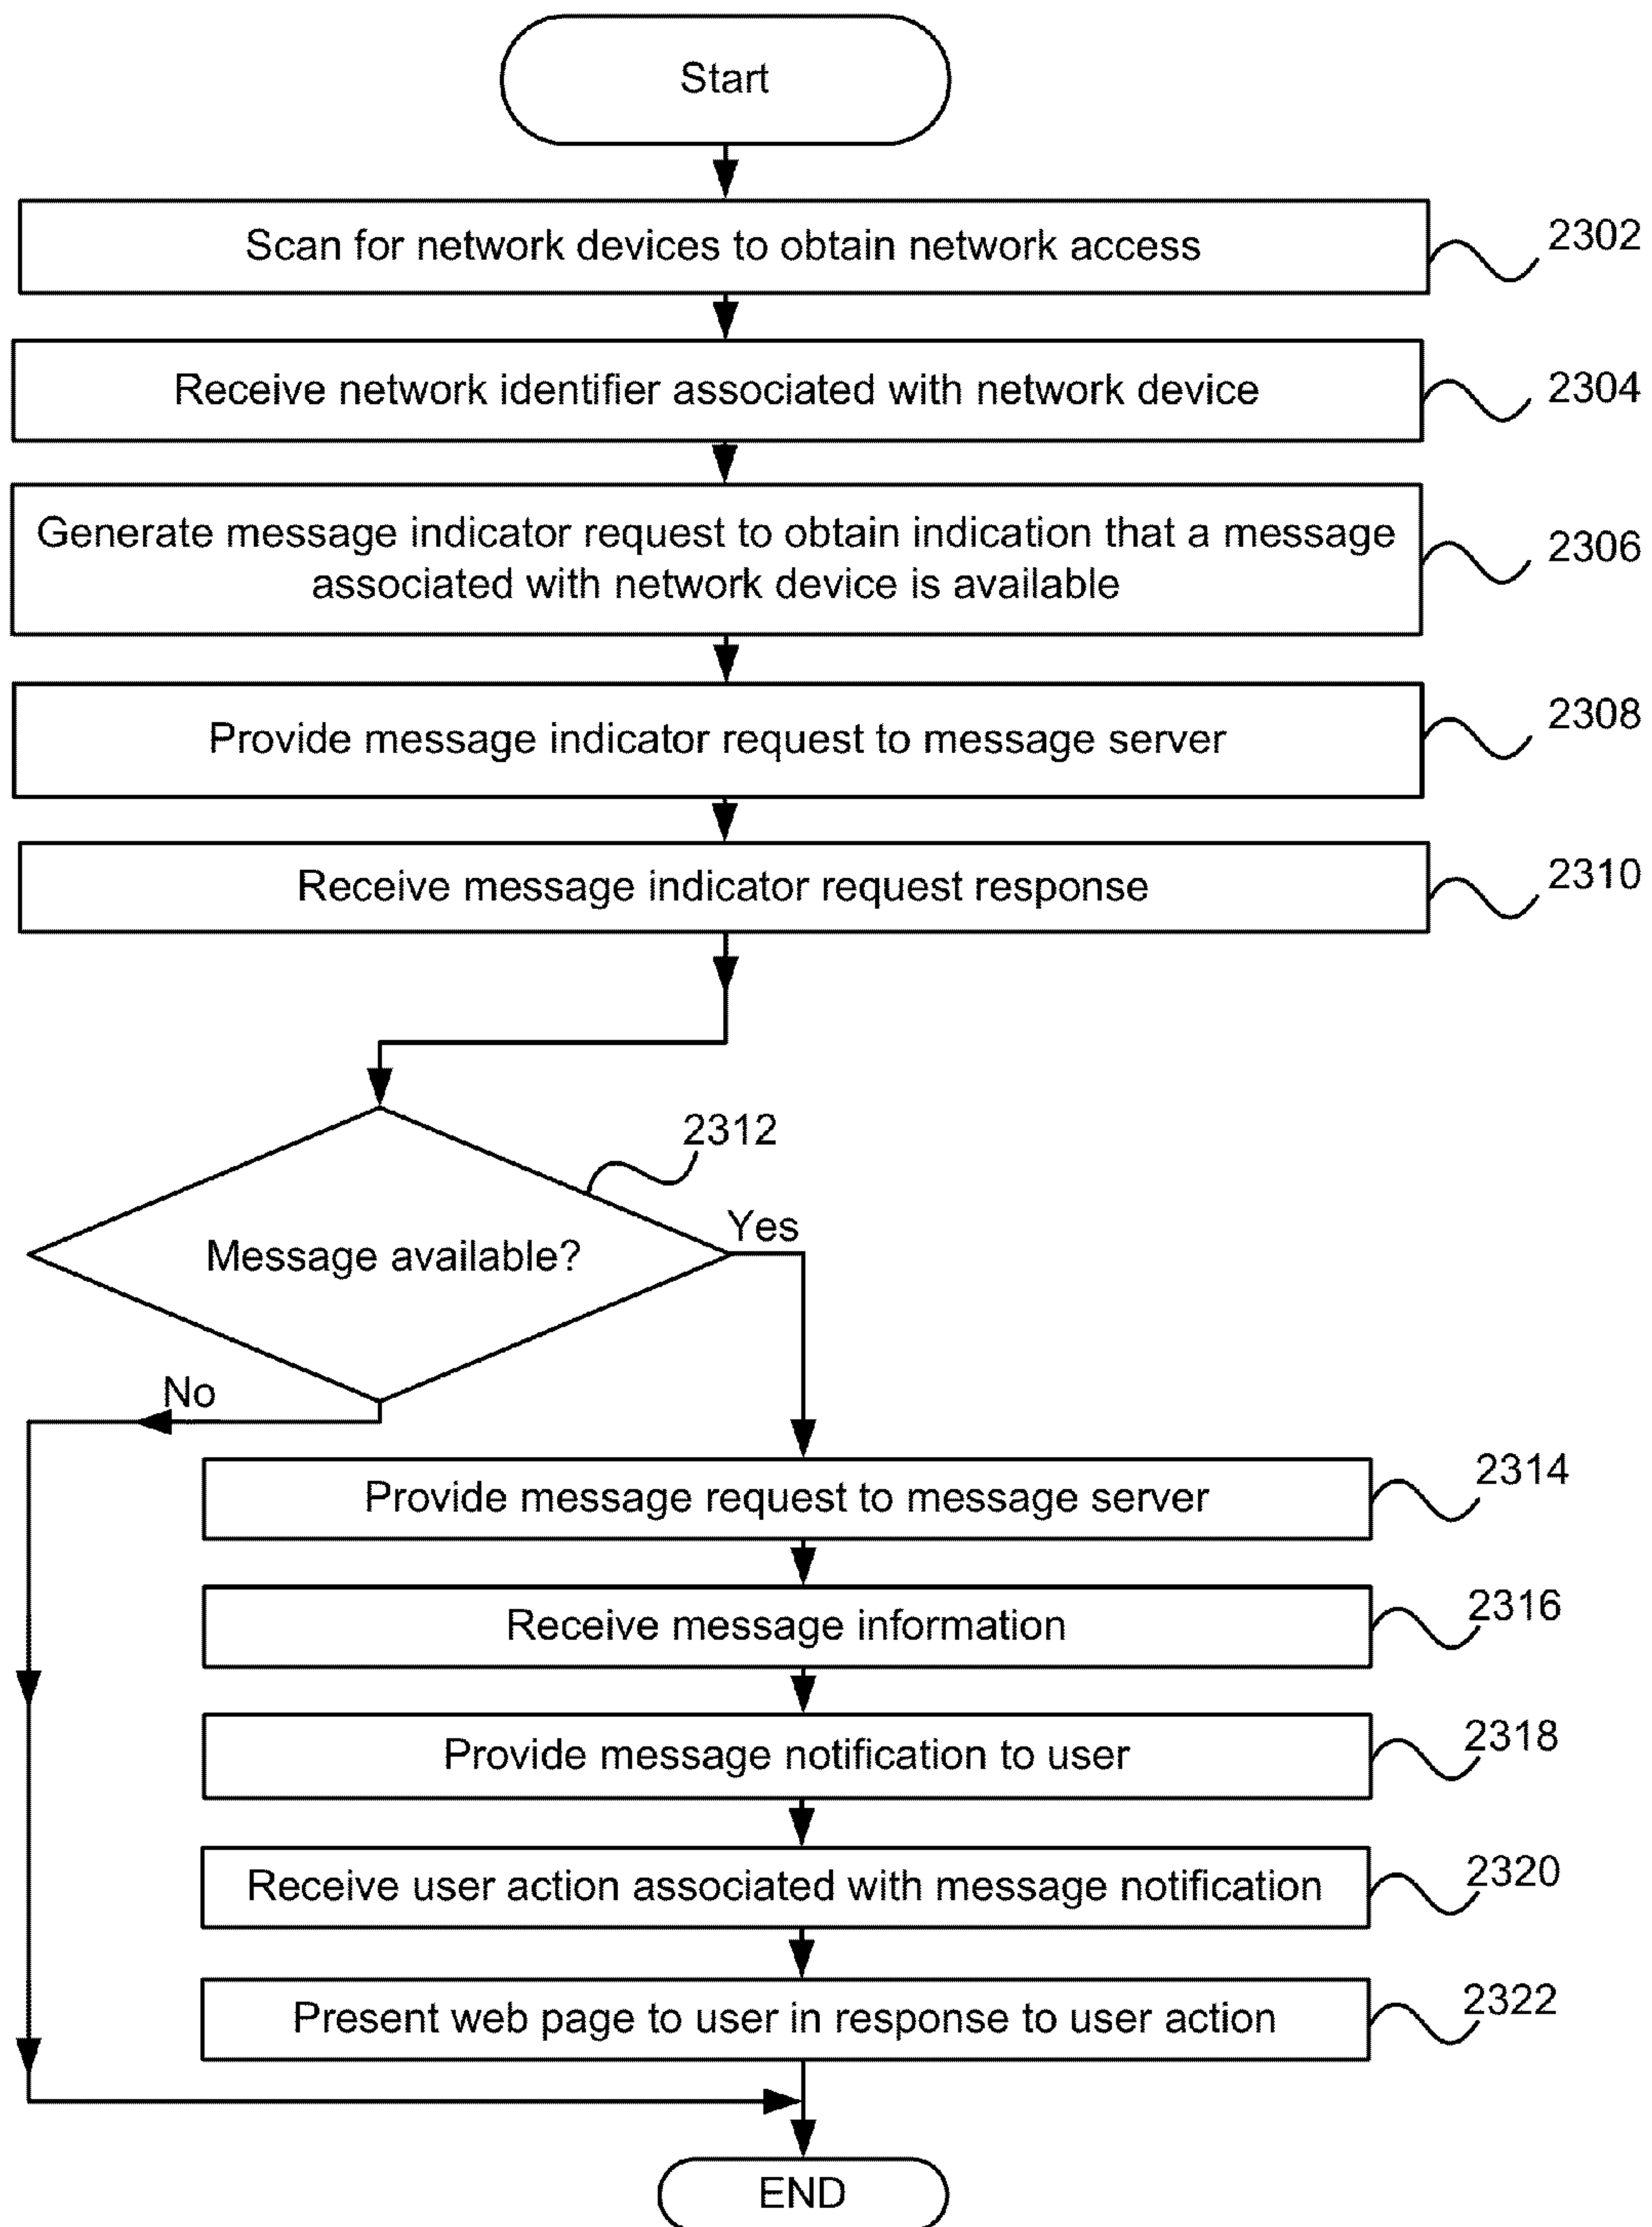 Start
Scan for network devices to obtain network access
2302
Receive network identifier associated with network device
2304
Generate message indicator request to obtain indication that a message
associated with network device is available
2306
Provide message indicator request to message server
2308
Receive message indicator request response
2310
2312
Message available?
Yes
No
Provide message request to message server
2314
Receive message information
2316
Provide message notification to user
2318
Receive user action associated with message notification
2320
Present web page to user in response to user action
2322
END